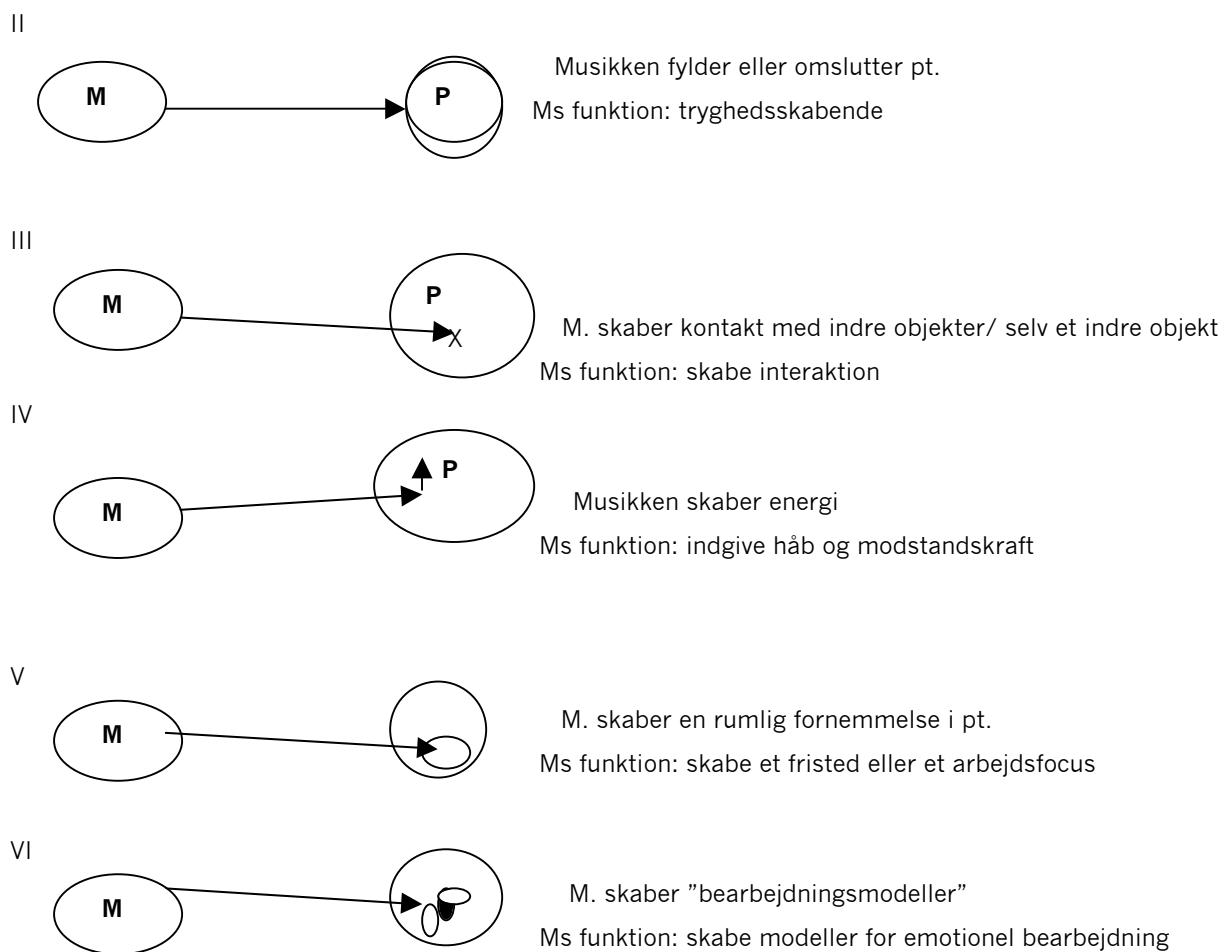 II
M
P
Musikken fylder eller omslutter pt.
Ms funktion: tryghedsskabende
III
M
P
X
M. skaber kontakt med indre objekter/ selv et indre objekt
Ms funktion: skabe interaktion
IV
M
P
Musikken skaber energi
Ms funktion: indgive håb og modstandskraft
V
M
M. skaber en rumlig fornemmelse i pt.
Ms funktion: skabe et fristed eller et arbejdsfocus
VI
M
M. skaber ”bearbejdningsmodeller”
Ms funktion: skabe modeller for emotionel bearbejdning